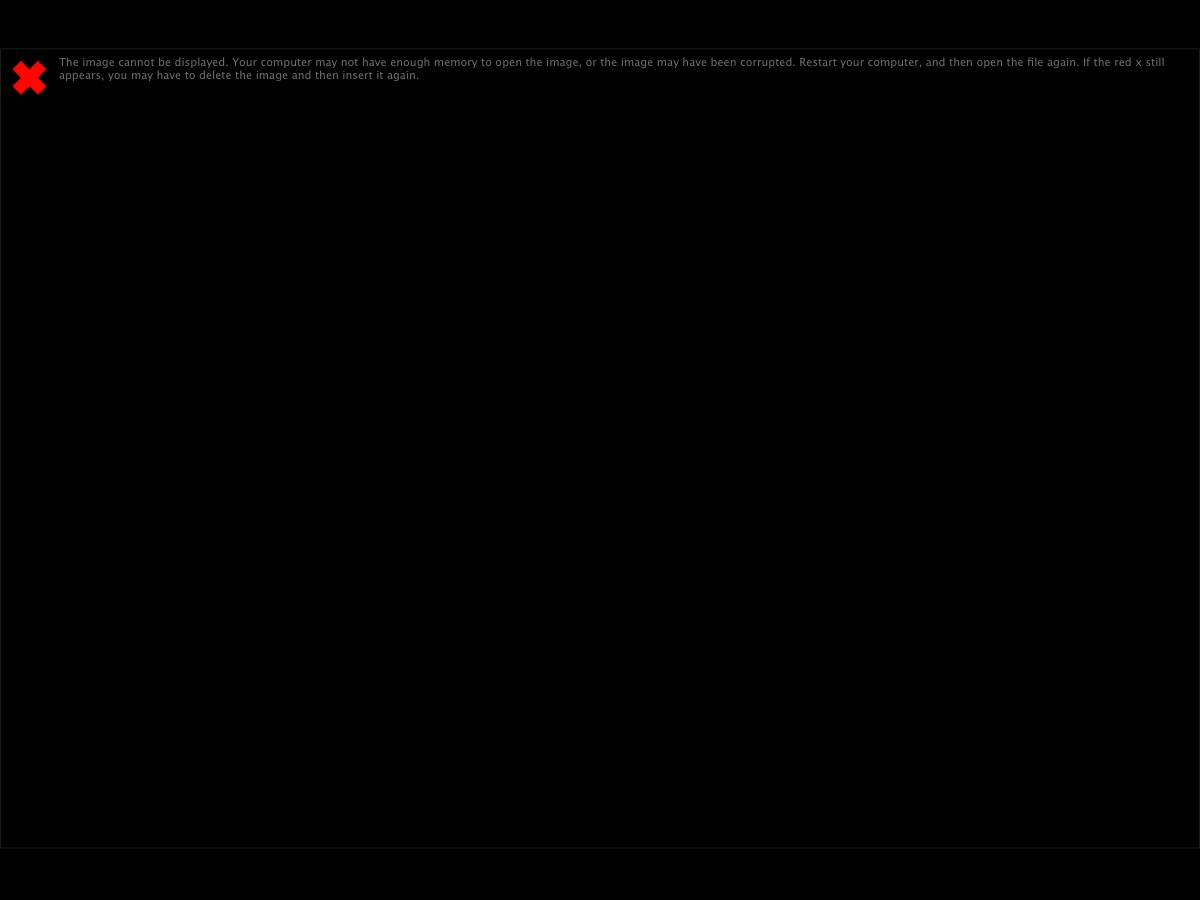 The image cannot be displayed. Your computer may not have enough memory to open the image, or the image may have been corrupted. Restart your computer, and then open the file again. If the red x still
appears, you may have to delete the image and then insert it again.